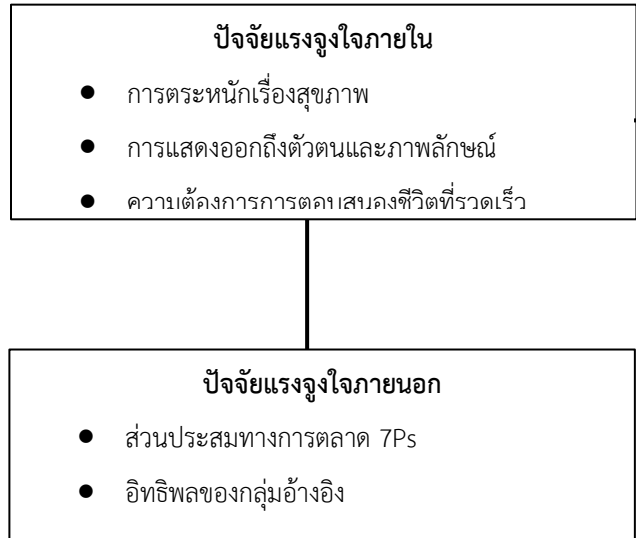 ปัจจัยแรงจูงใจภายใน
● การตระหนักเรื่องสุขภาพ
● การแสดงออกถึงตัวตนและภาพลักษณ์
● ความต้องการการตอบสนองชีวิตที่รวดเร็ว
ปัจจัยแรงจูงใจภายนอก
● ส่วนประสมทางการตลาด 7Ps
● อิทธิพลของกลุ่มอ้างอิง